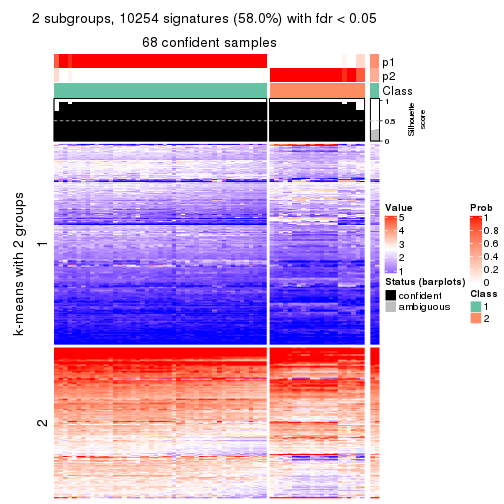 2 subgroups, 10254 signatures (58.0%) with fdr < 0.05
68 confident samples
p1
p2
Class
1
0.5
0
Silhouette
score
k-means with 2 groups
1
2
Value
5
4
3
2
1
Status (barplots)
confident
ambiguous
Prob
1
0.8
0.6
0.4
0.2
0
Class
1
2